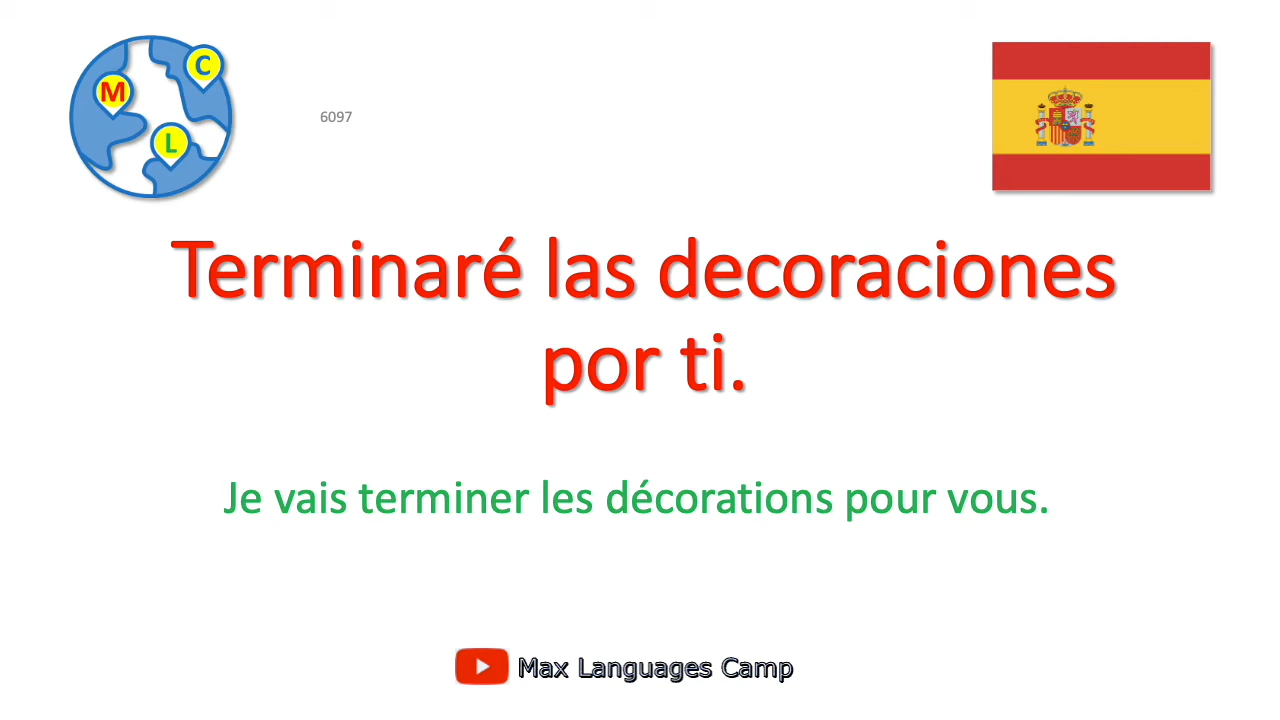 M
C
L
6097
Terminaré las decoraciones
por ti.
Je vais terminer les décorations pour vous.
Max Languages Camp